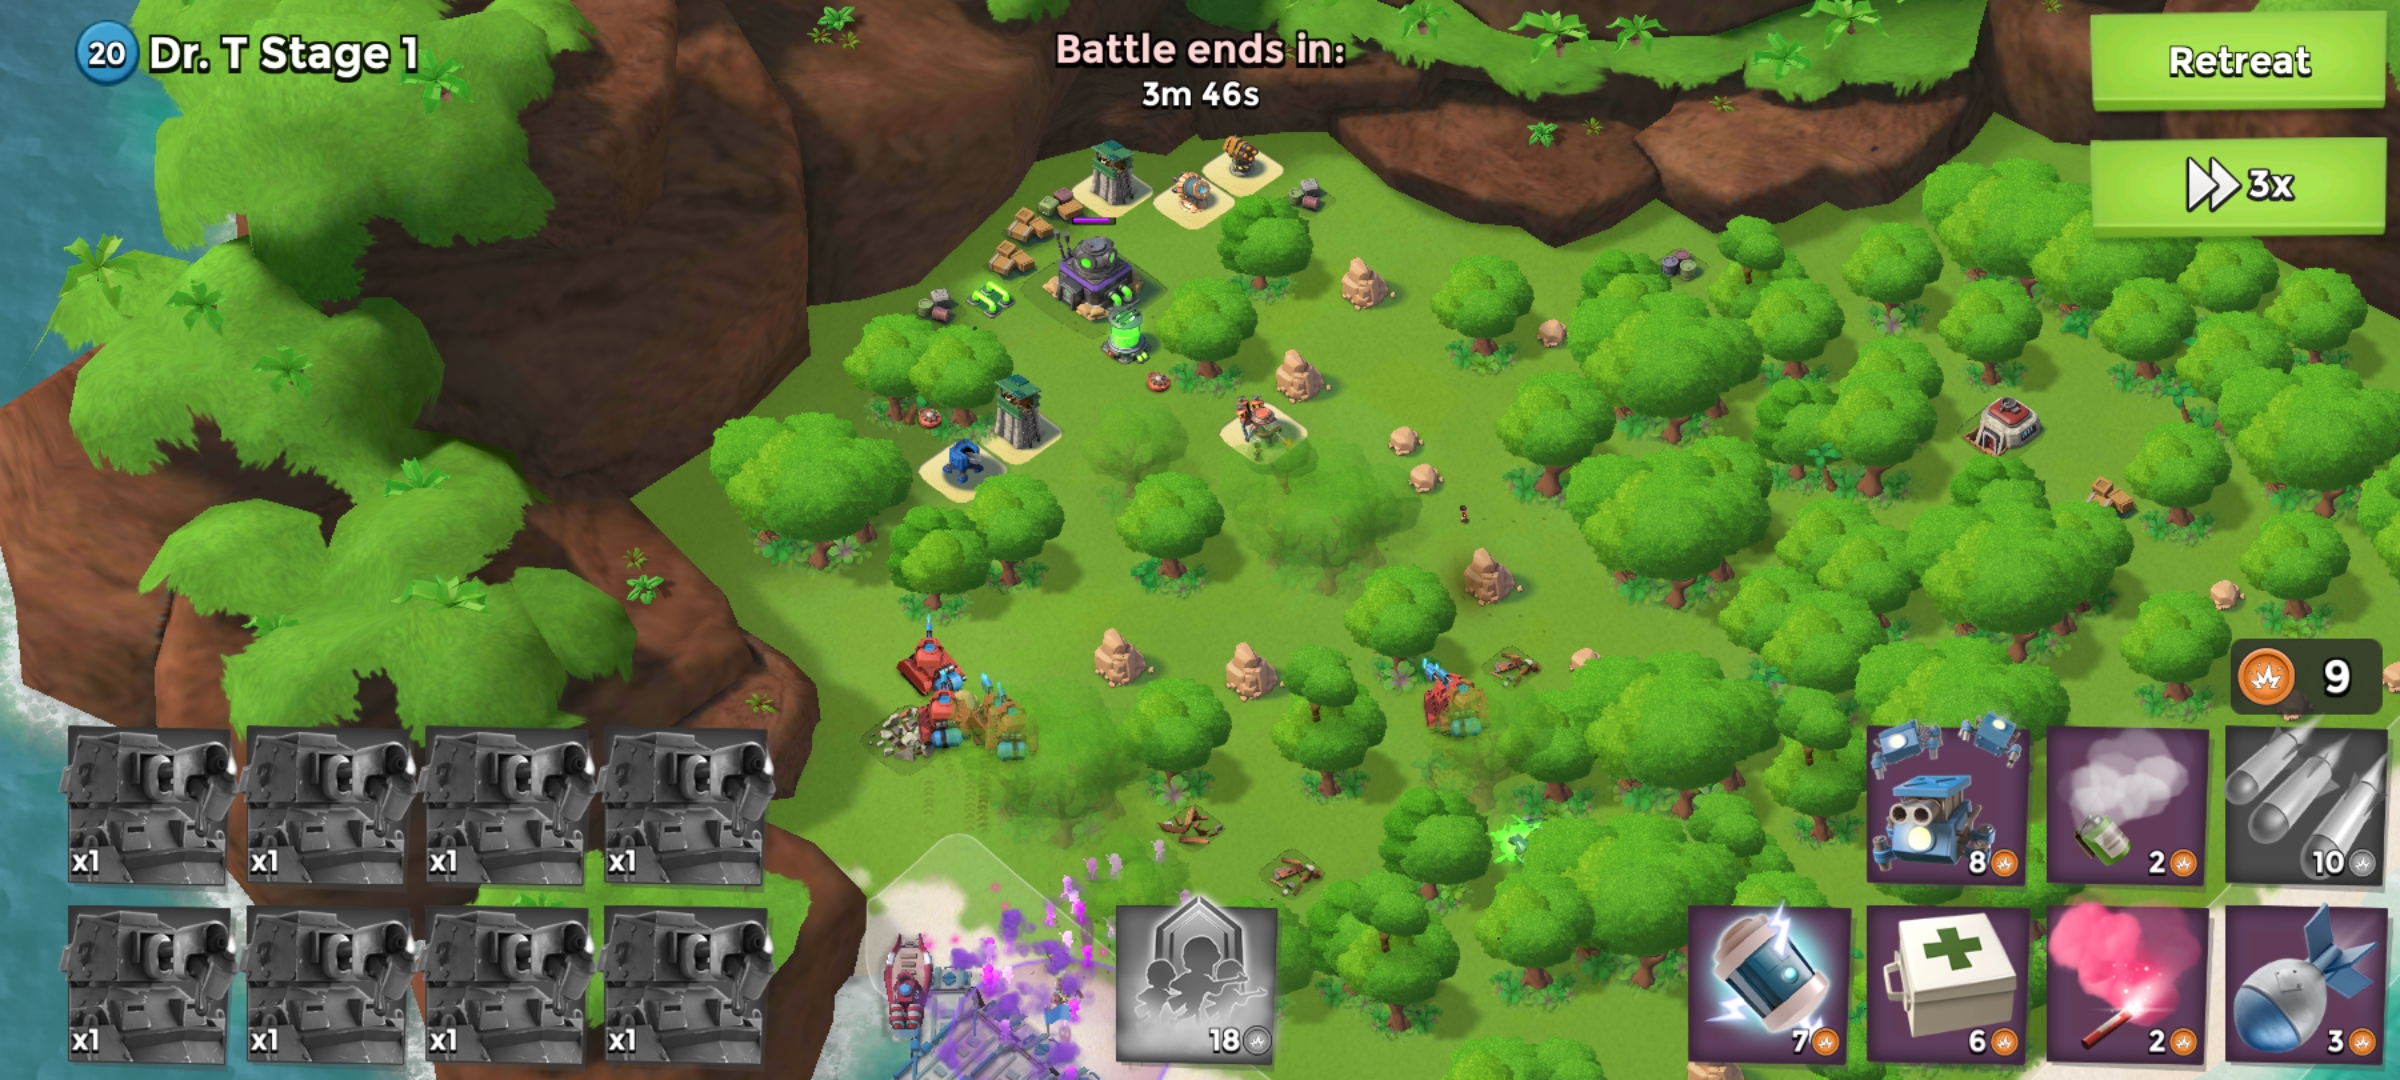 20 Dr. T Stage 1
Battle ends in:
3m 46s
Retreat
3x
9
x1 x1 x1 x1
8 2 10
x1 x1 x1 x1
18 7 6 2 3